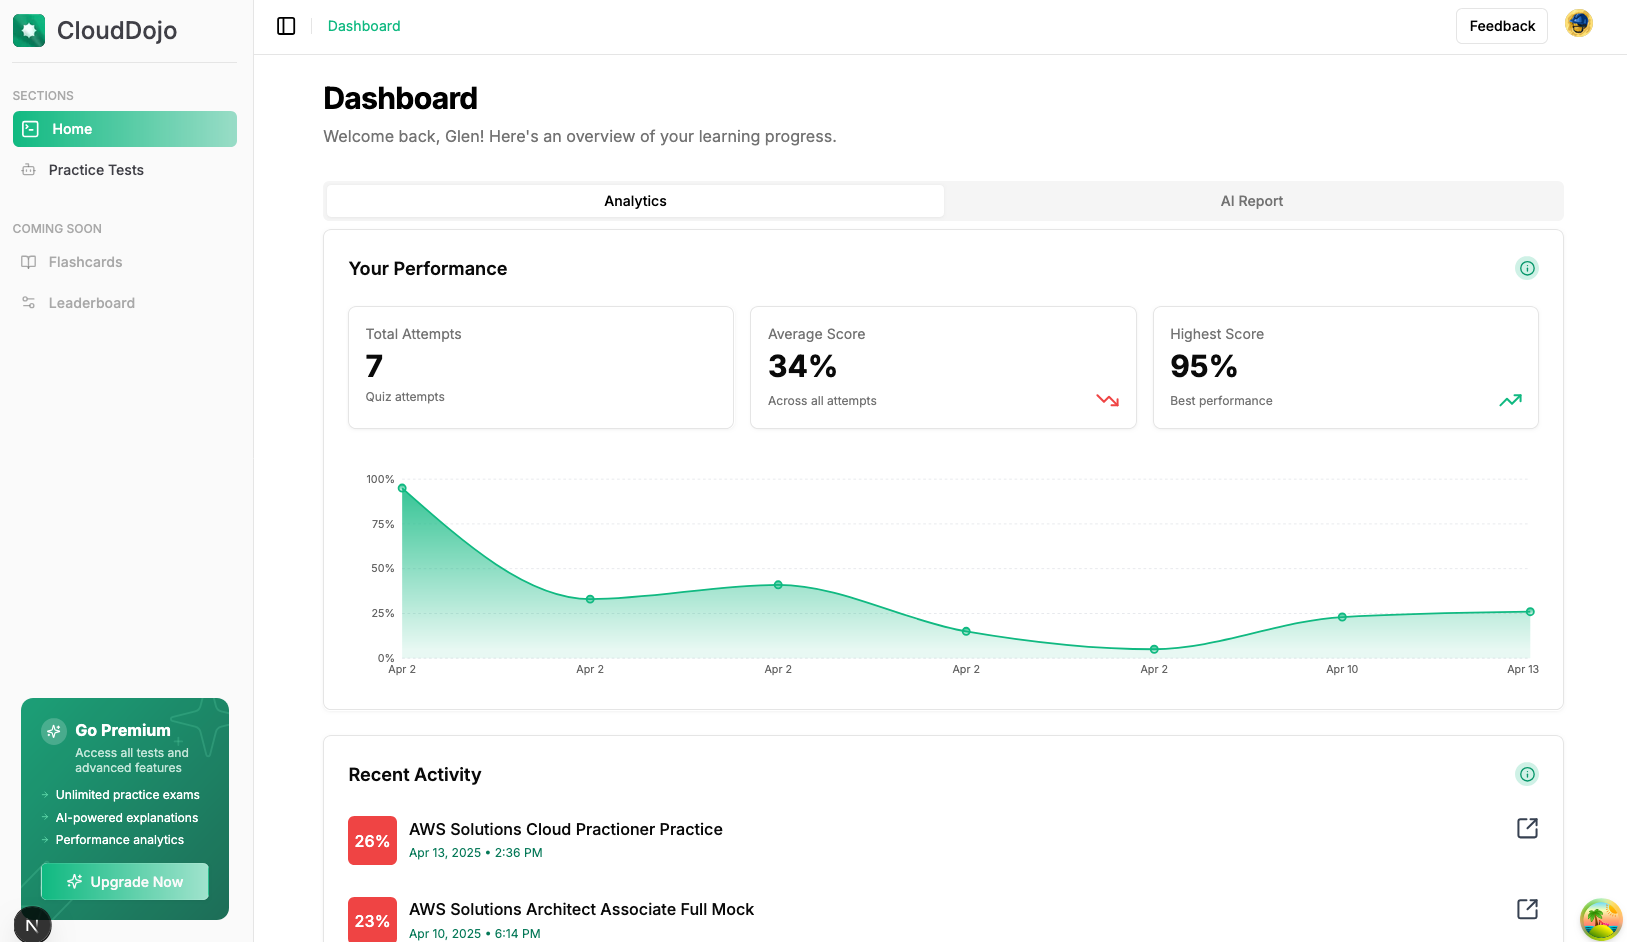 CloudDojo
SECTIONS
Home
Practice Tests
COMING SOON
Flashcards
Leaderboard
Go Premium
Access all tests and
advanced features
→ Unlimited practice exams
→ AI-powered explanations
→ Performance analytics
Upgrade Now
N
Dashboard
Feedback
Dashboard
Welcome back, Glen! Here's an overview of your learning progress.
Analytics
AI Report
Your Performance
Total Attempts
7
Quiz attempts
Average Score
34%
Across all attempts
Highest Score
95%
Best performance
100%
75%
50%
25%
0%
Apr 2
Apr 2
Apr 2
Apr 2
Apr 2
Apr 10
Apr 13
Recent Activity
26%
AWS Solutions Cloud Practioner Practice
Apr 13, 2025 • 2:36 PM
23%
AWS Solutions Architect Associate Full Mock
Apr 10, 2025 • 6:14 PM